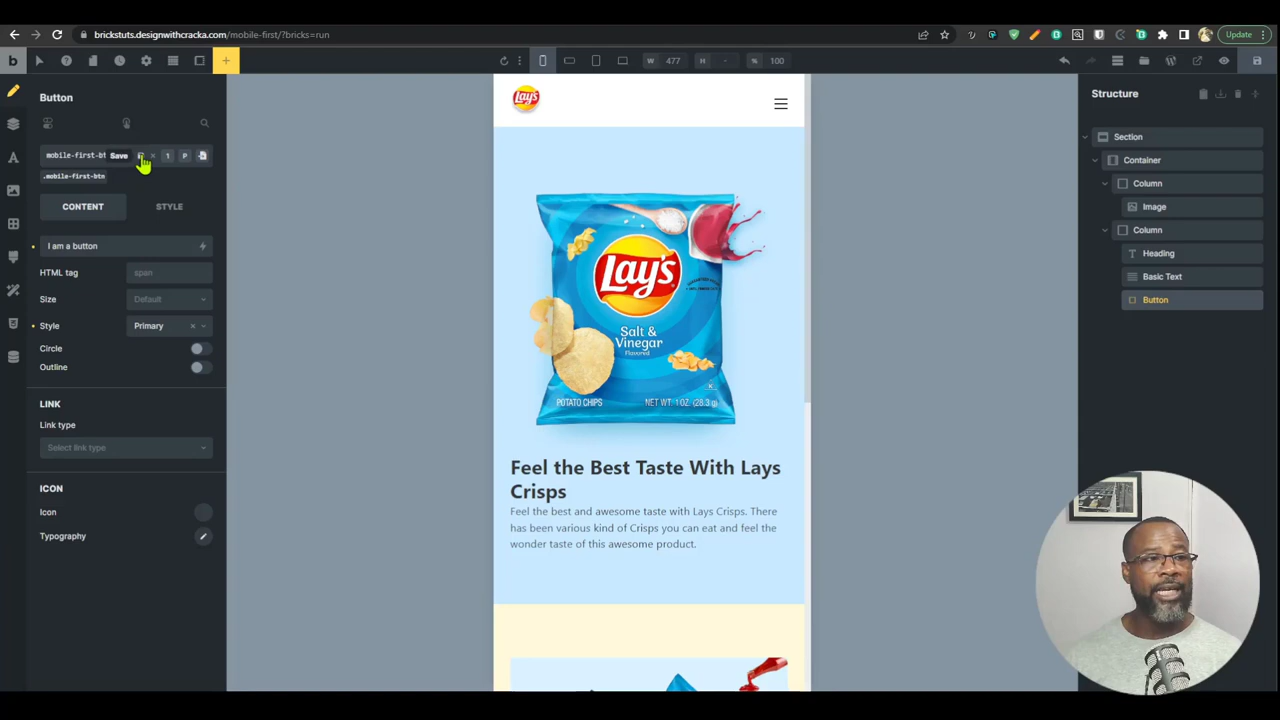 brickstuts.designwithcracka.com/mobile-first/?bricks=run
Update
b
W 477 H - % 100
Button
mobile-first-bt Save × 1 P
.mobile-first-btn
CONTENT STYLE
I am a button
HTML tag span
Size Default
Style Primary ×
Circle
Outline
LINK
Link type
Select link type
ICON
Icon
Typography
Lay's
Lay's
Salt &
Vinegar
Flavored
POTATO CHIPS NET WT. 1 OZ. (28.3 g)
Feel the Best Taste With Lays
Crisps
Feel the best and awesome taste with Lays Crisps. There
has been various kind of Crisps you can eat and feel the
wonder taste of this awesome product.
Structure
Section
Container
Column
Image
Column
Heading
Basic Text
Button